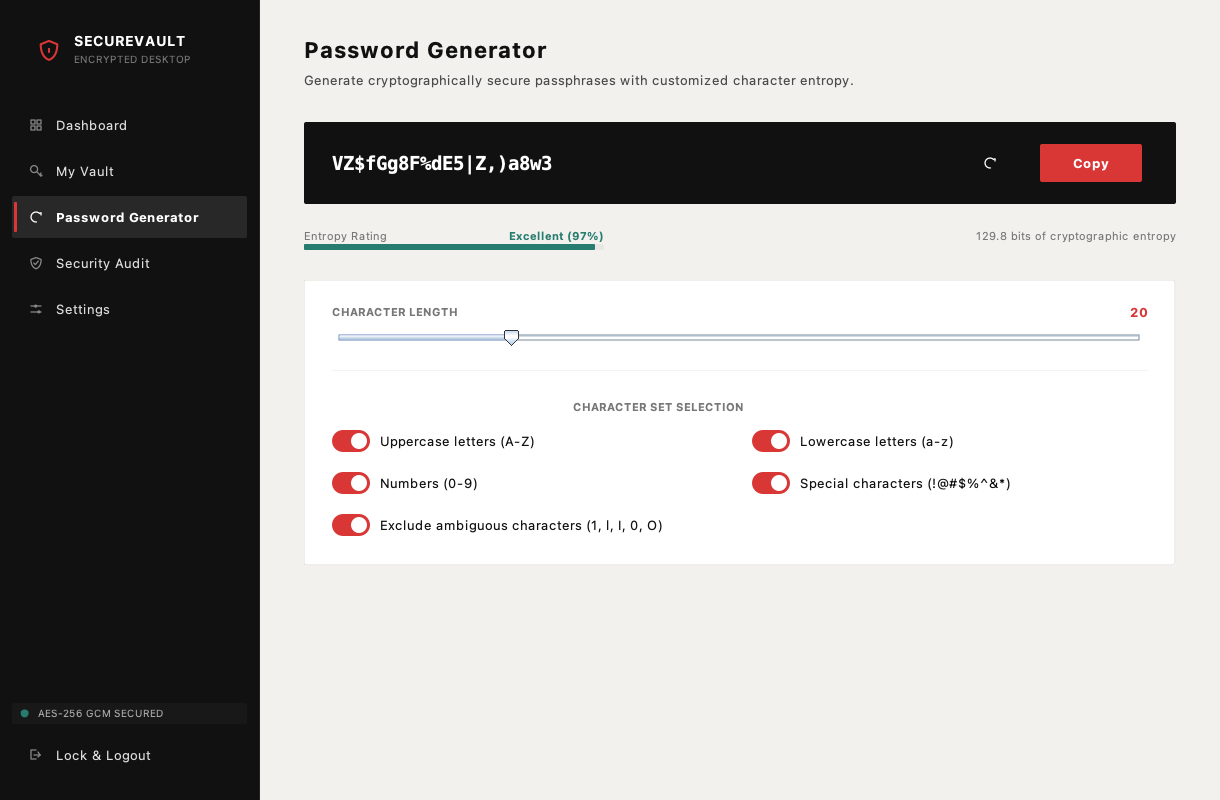 SECUREVAULT
ENCRYPTED DESKTOP
Dashboard
My Vault
Password Generator
Security Audit
Settings
AES-256 GCM SECURED
Lock & Logout
Password Generator
Generate cryptographically secure passphrases with customized character entropy.
VZ$fGg8F%dE5|Z,)a8w3
Copy
Entropy Rating
Excellent (97%)
129.8 bits of cryptographic entropy
CHARACTER LENGTH
20
CHARACTER SET SELECTION
Uppercase letters (A-Z)
Lowercase letters (a-z)
Numbers (0-9)
Special characters (!@#$%^&*)
Exclude ambiguous characters (1, l, I, 0, O)